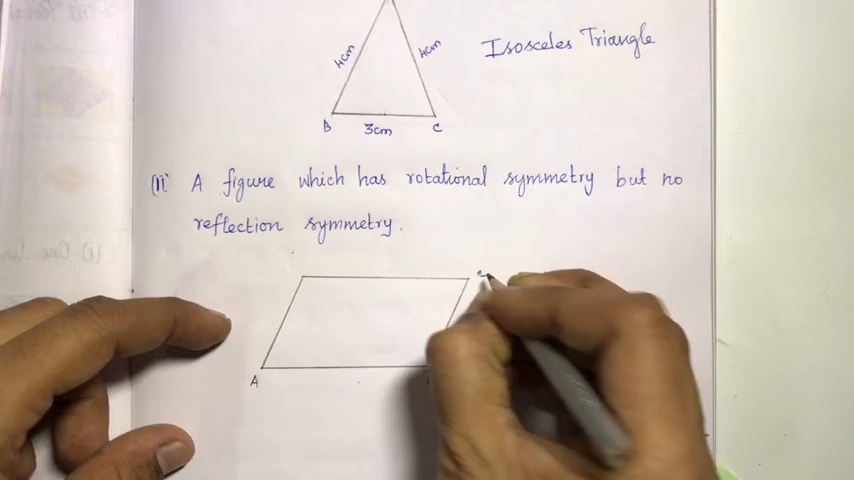 4cm
4cm
Isosceles Triangle
B
3cm
C
(ii) A figure which has rotational symmetry but no
reflection symmetry.
A